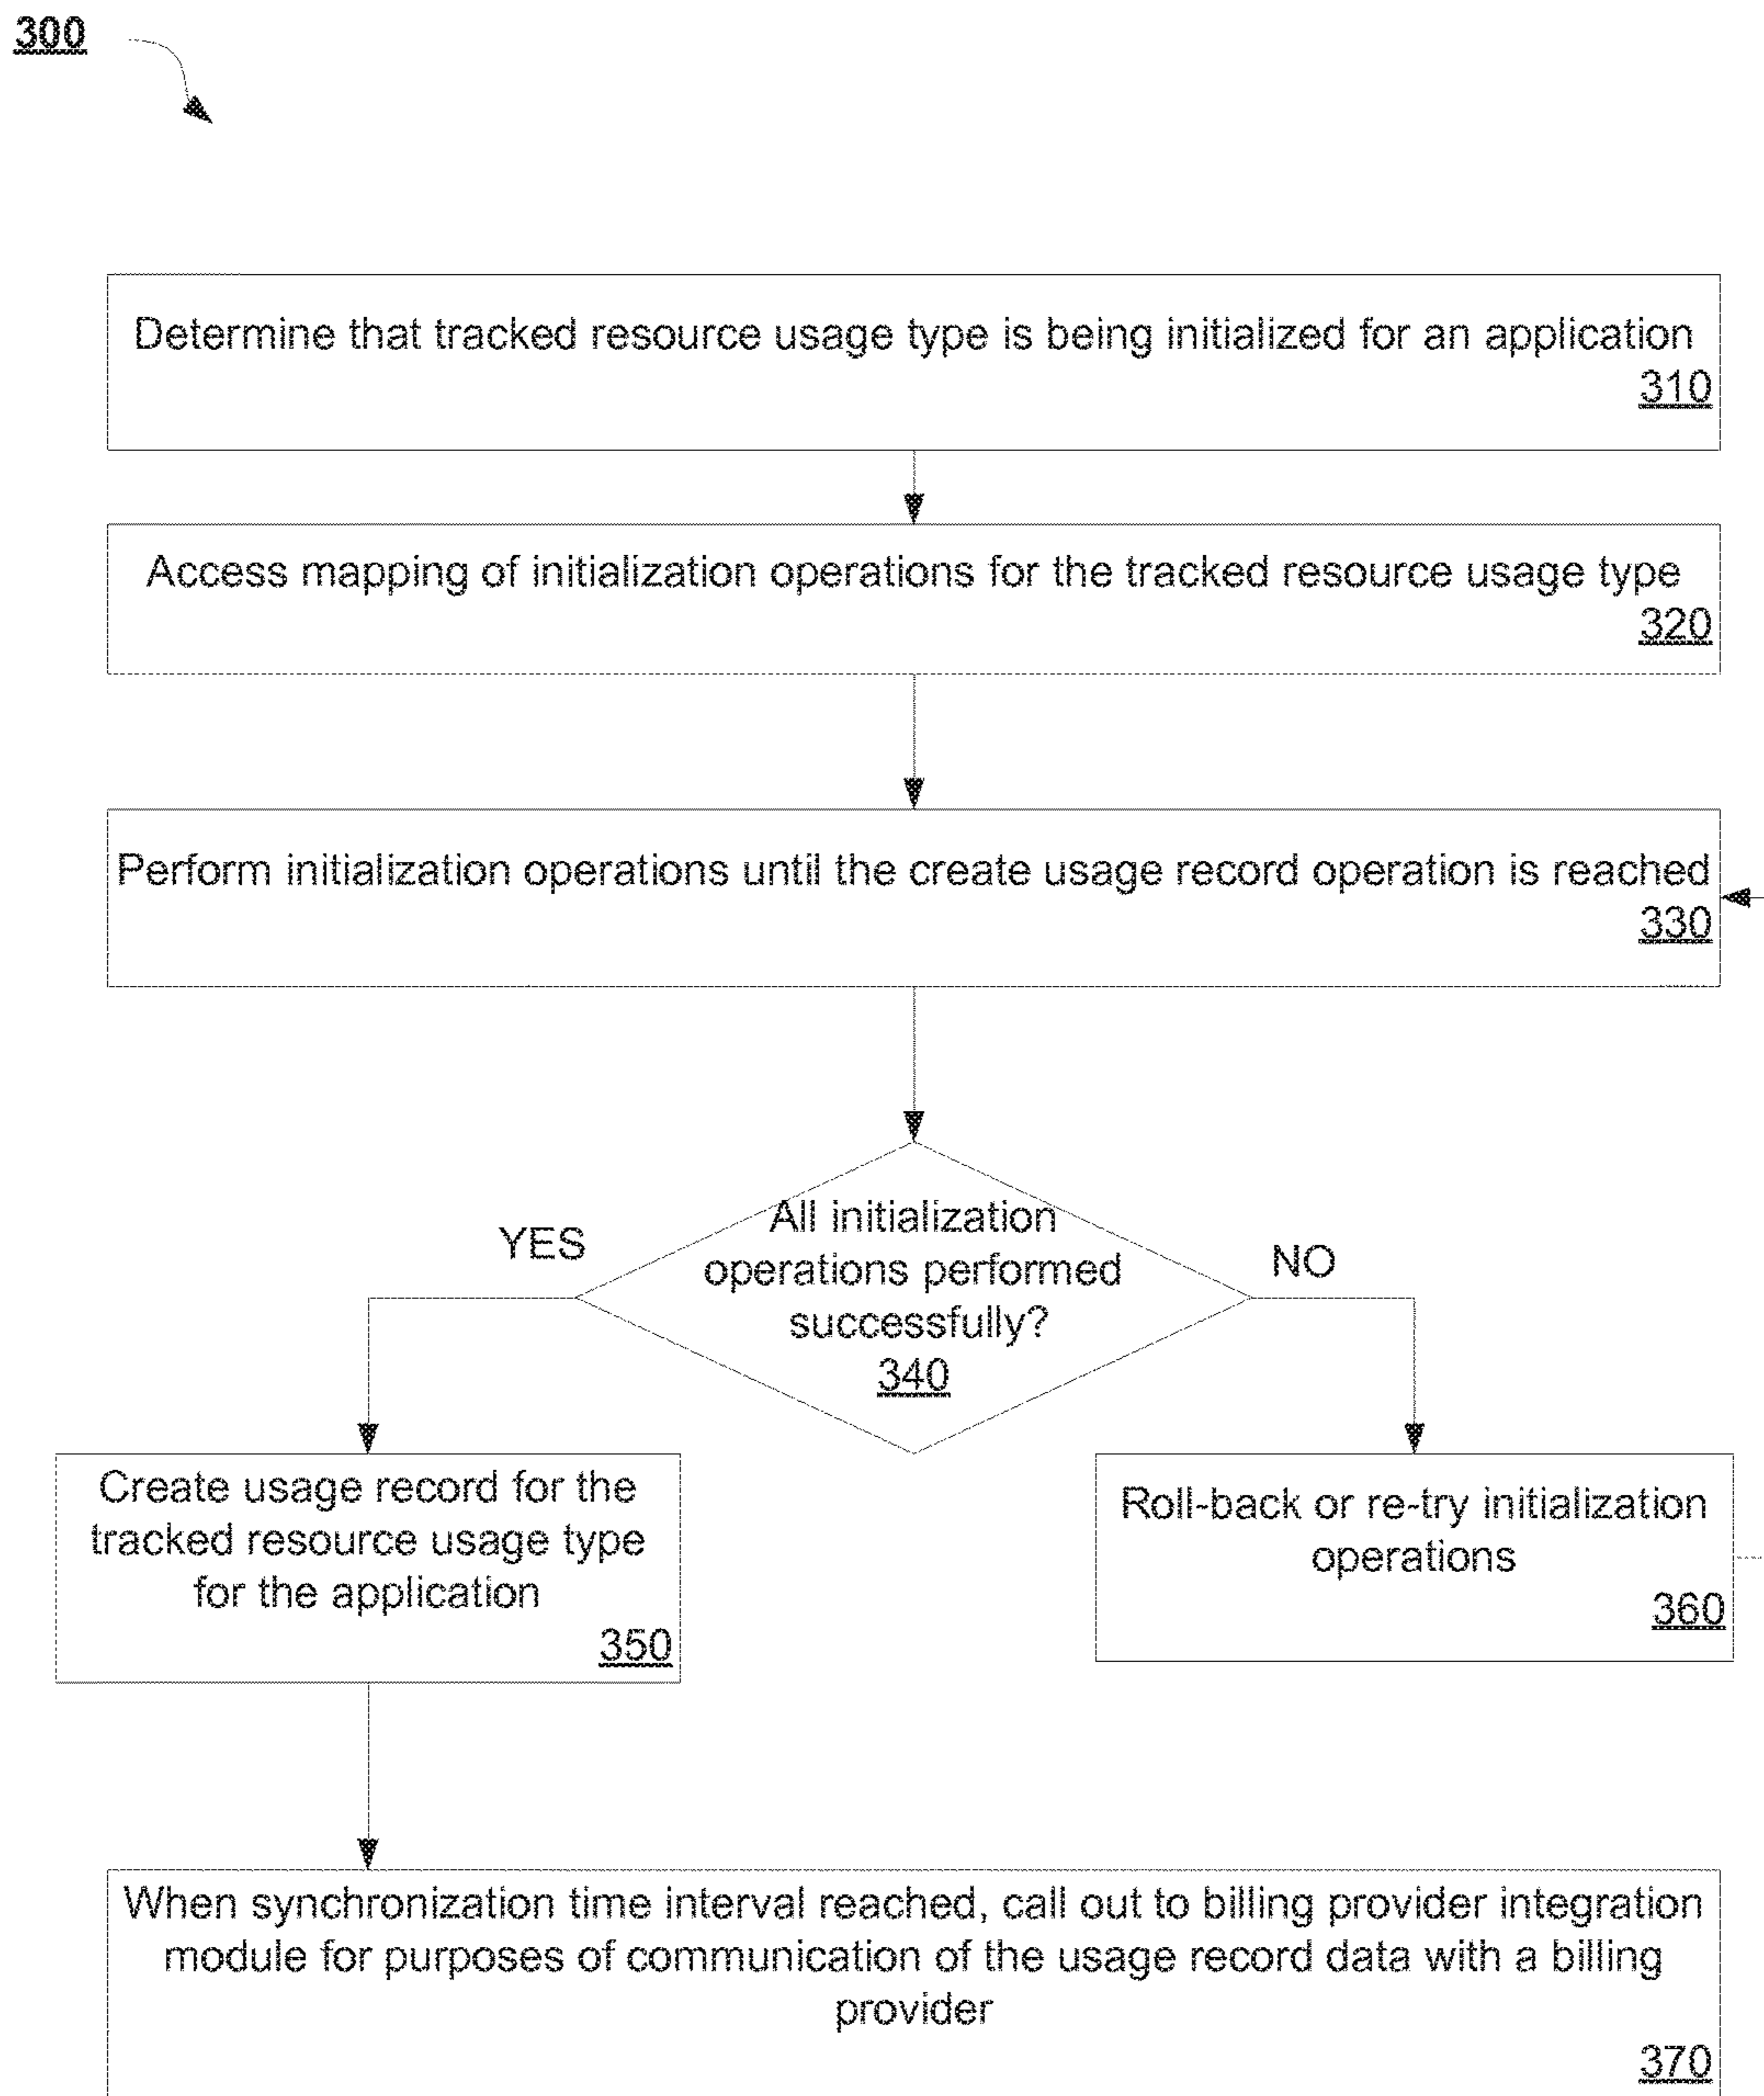 300
Determine that tracked resource usage type is being initialized for an application
310
Access mapping of initialization operations for the tracked resource usage type
320
Perform initialization operations until the create usage record operation is reached
330
All initialization
operations performed
successfully?
340
YES
NO
Create usage record for the
tracked resource usage type
for the application
350
Roll-back or re-try initialization
operations
360
When synchronization time interval reached, call out to billing provider integration
module for purposes of communication of the usage record data with a billing
provider
370